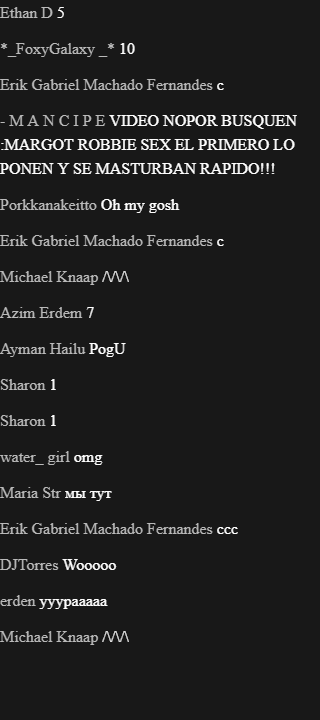 Ethan D 5
*_FoxyGalaxy _* 10
Erik Gabriel Machado Fernandes c
- M A N C I P E VIDEO NOPOR BUSQUEN
:MARGOT ROBBIE SEX EL PRIMERO LO
PONEN Y SE MASTURBAN RAPIDO!!!
Porkkanakeitto Oh my gosh
Erik Gabriel Machado Fernandes c
Michael Knaap /\/\/\
Azim Erdem 7
Ayman Hailu PogU
Sharon 1
Sharon 1
water_ girl omg
Maria Str мы тут
Erik Gabriel Machado Fernandes ccc
DJTorres Wooooo
erden yyypaaaaa
Michael Knaap /\/\/\